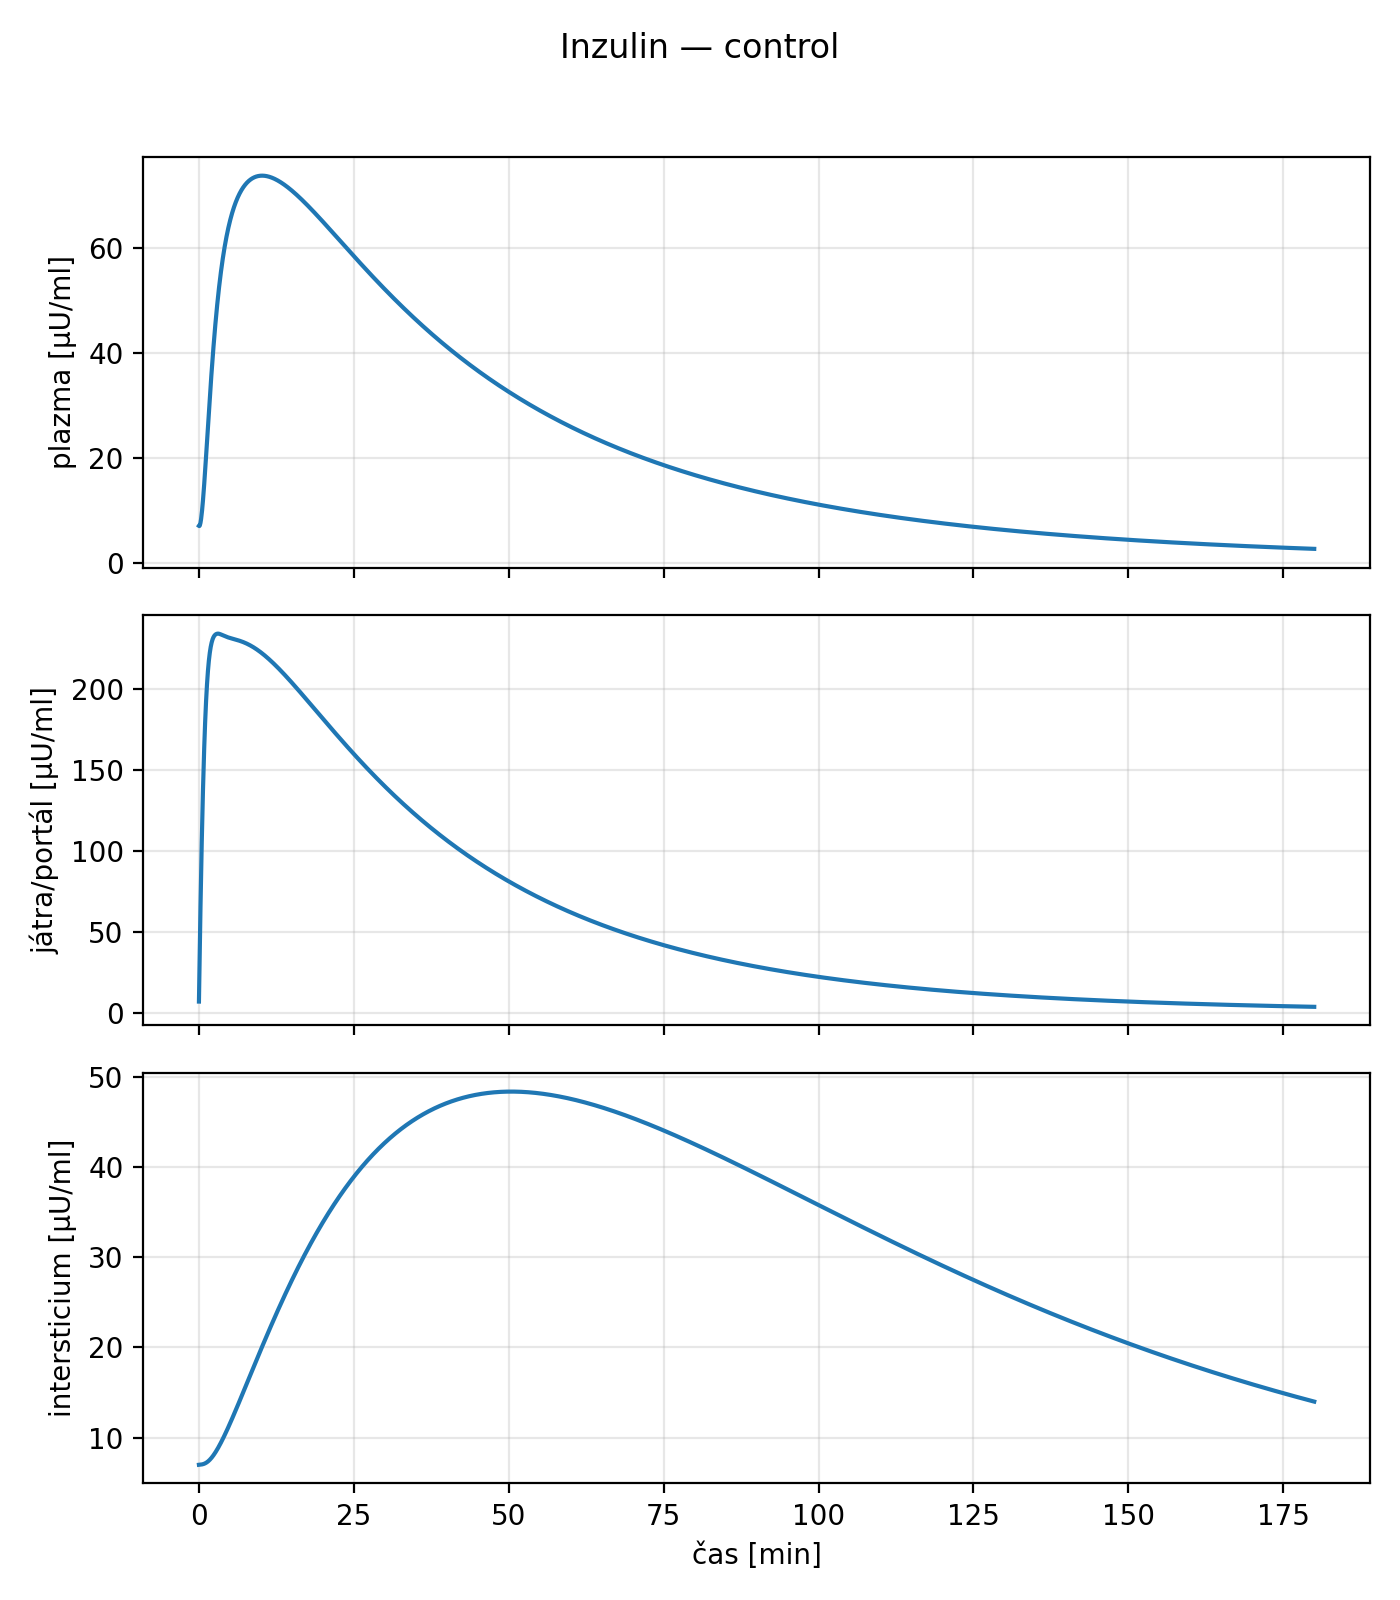 Inzulin — control
plazma [µU/ml]
60
40
20
0
játra/portál [µU/ml]
200
150
100
50
0
intersticium [µU/ml]
50
40
30
20
10
0 25 50 75 100 125 150 175
čas [min]